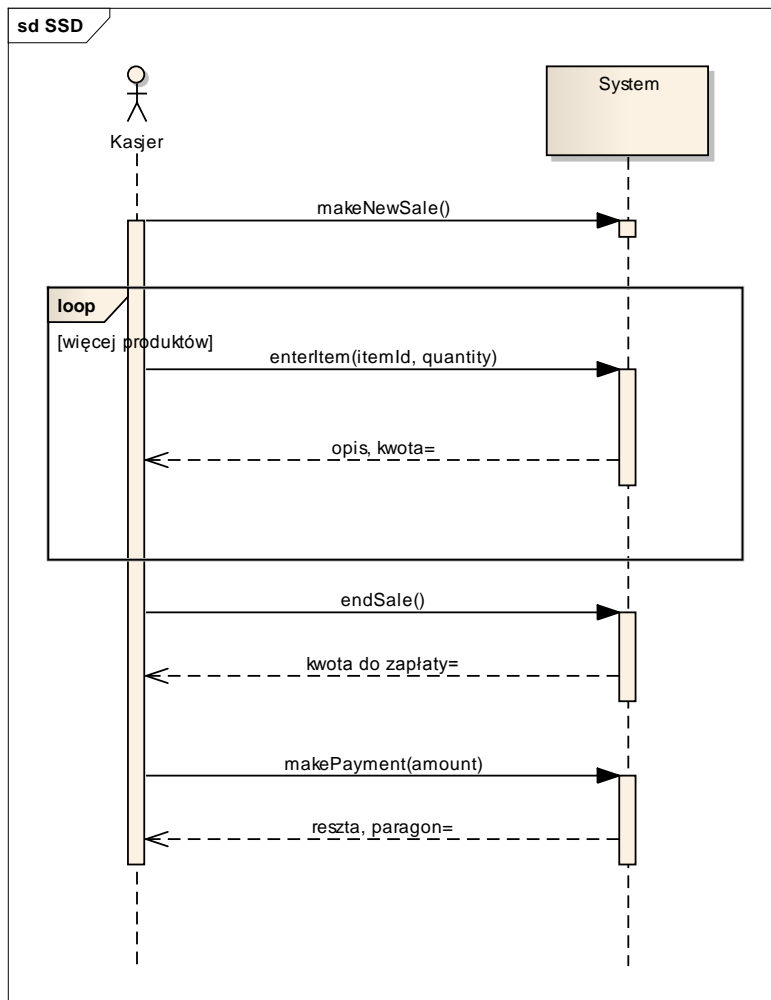 sd SSD
Kasjer
System
makeNewSale()
loop
[więcej produktów]
enterItem(itemId, quantity)
opis, kwota=
endSale()
kwota do zapłaty=
makePayment(amount)
reszta, paragon=